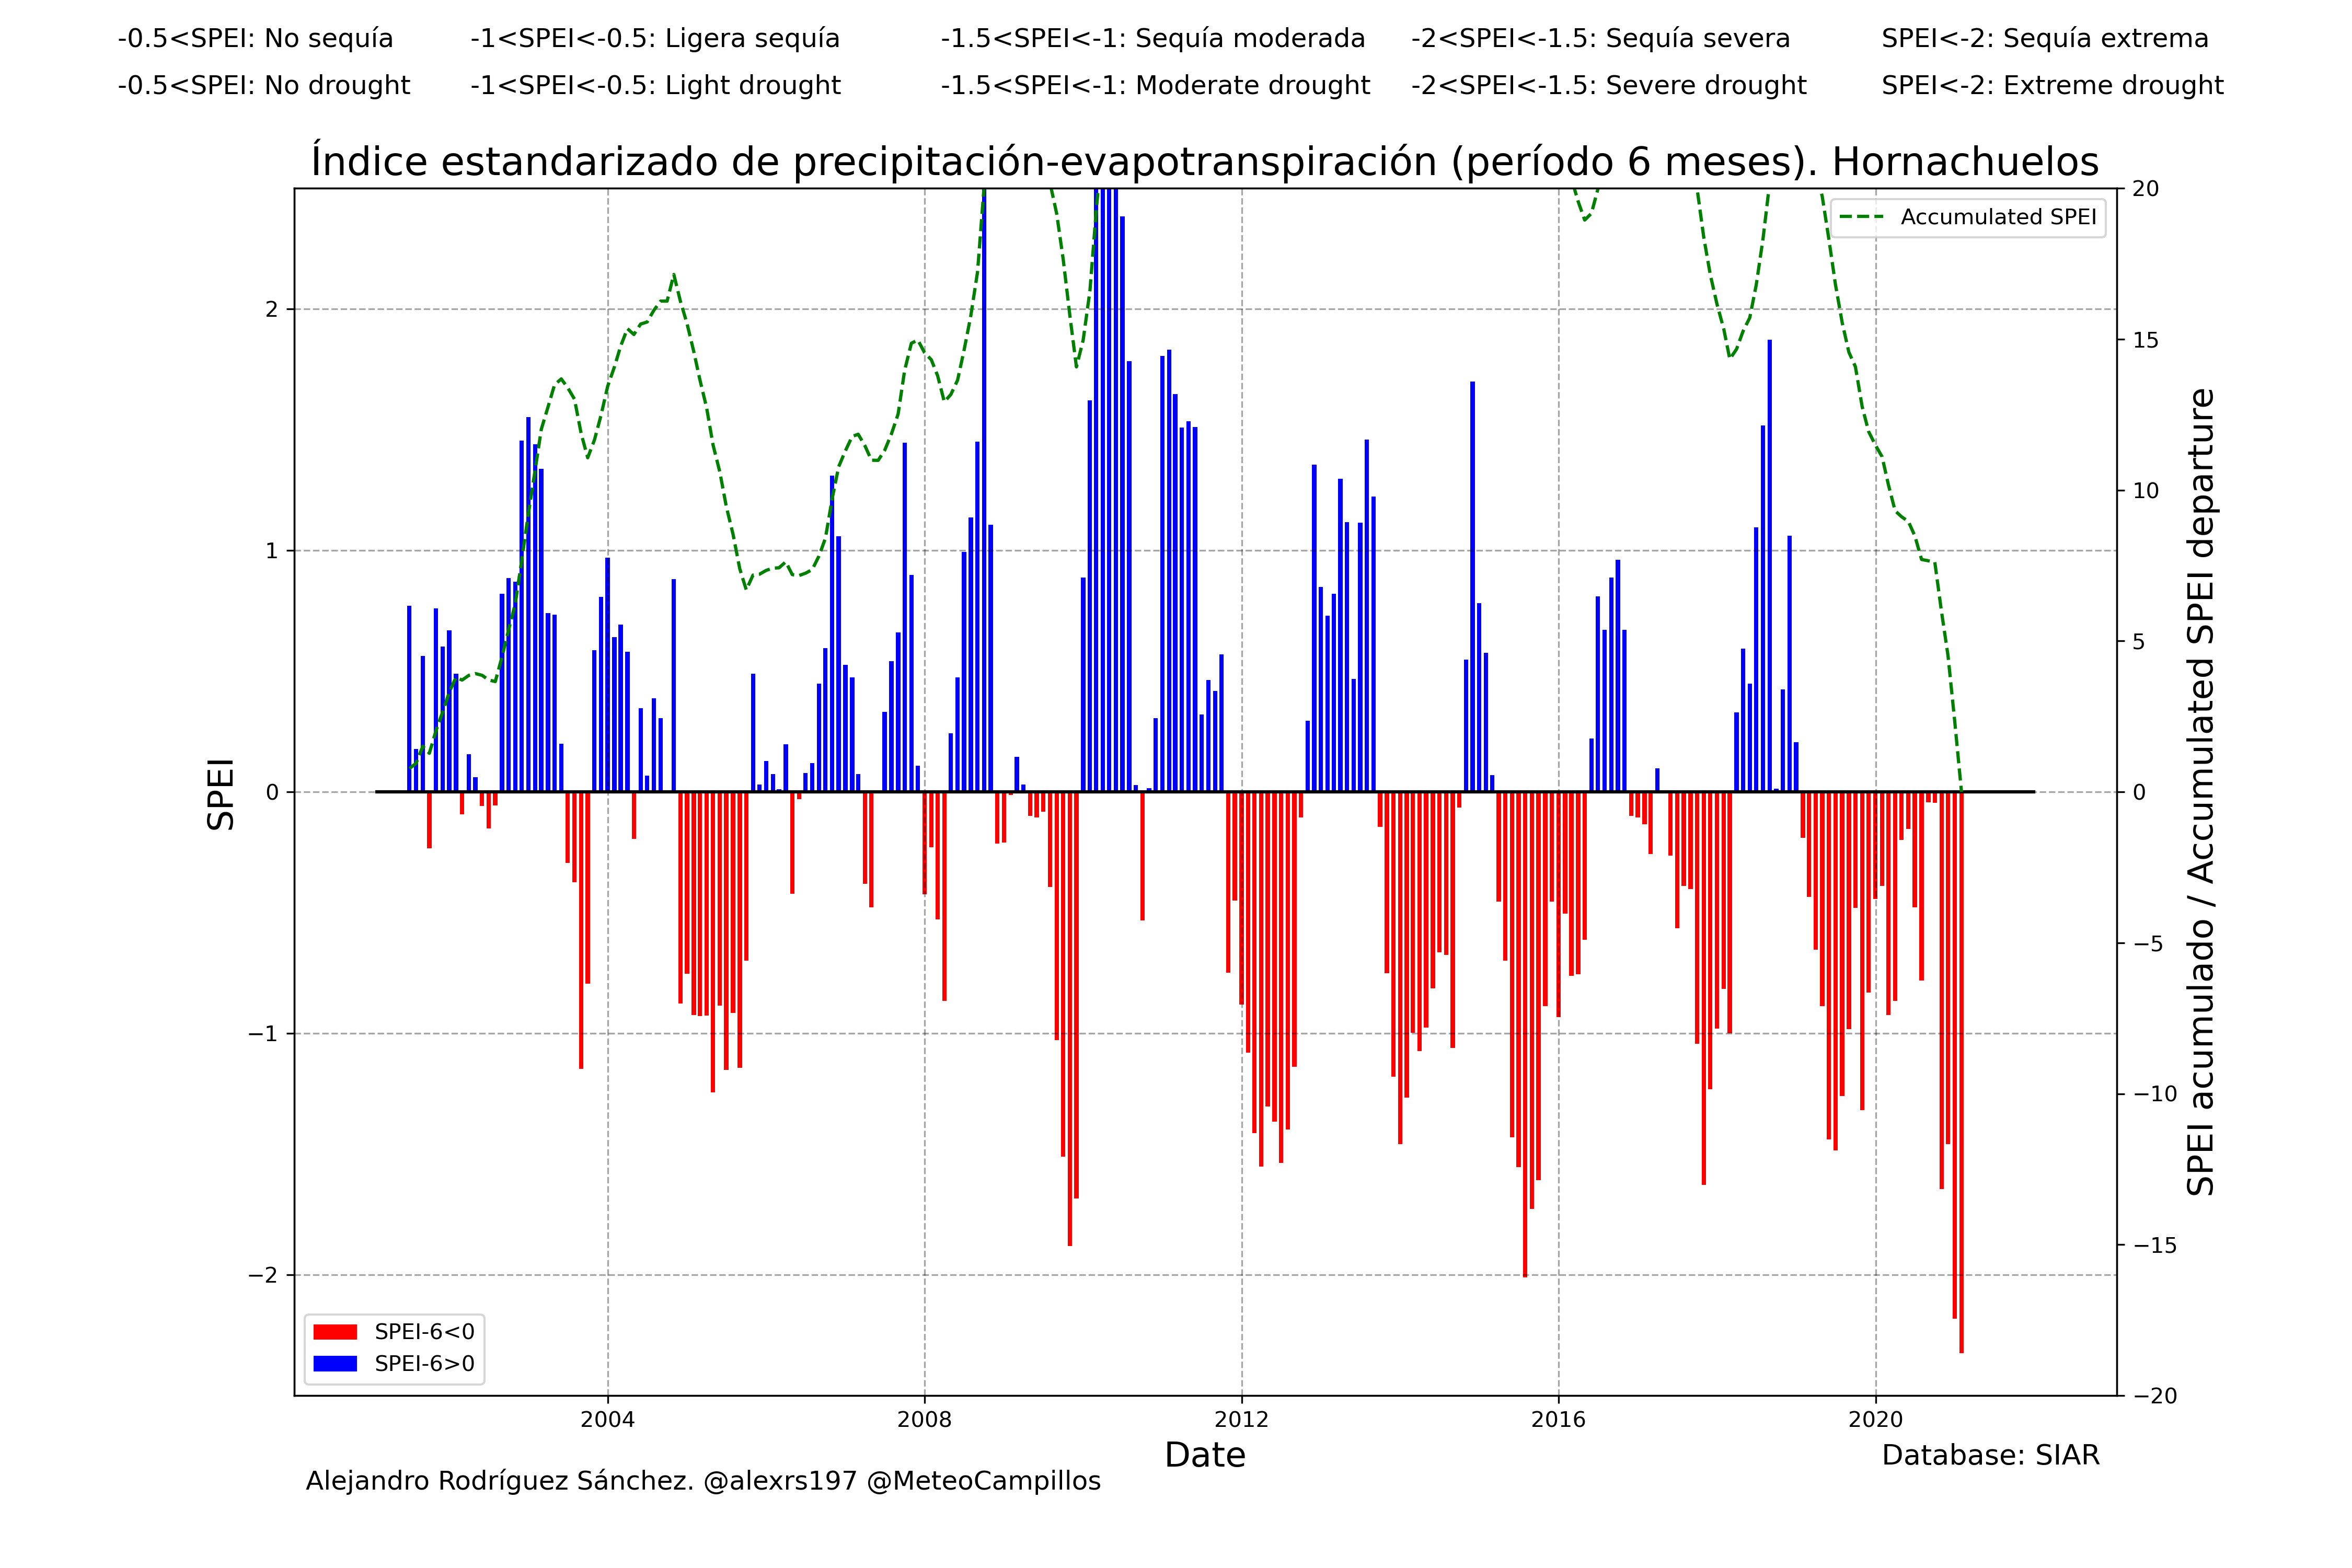 -0.5<SPEI: No sequía -1<SPEI<-0.5: Ligera sequía -1.5<SPEI<-1: Sequía moderada -2<SPEI<-1.5: Sequía severa SPEI<-2: Sequía extrema
-0.5<SPEI: No drought -1<SPEI<-0.5: Light drought -1.5<SPEI<-1: Moderate drought -2<SPEI<-1.5: Severe drought SPEI<-2: Extreme drought
Índice estandarizado de precipitación-evapotranspiración (período 6 meses). Hornachuelos
Accumulated SPEI
SPEI
2
1
0
−1
−2
20
15
10
5
0
−5
−10
−15
−20
SPEI acumulado / Accumulated SPEI departure
SPEI-6<0
SPEI-6>0
2004 2008 2012 2016 2020
Date
Database: SIAR
Alejandro Rodríguez Sánchez. @alexrs197 @MeteoCampillos